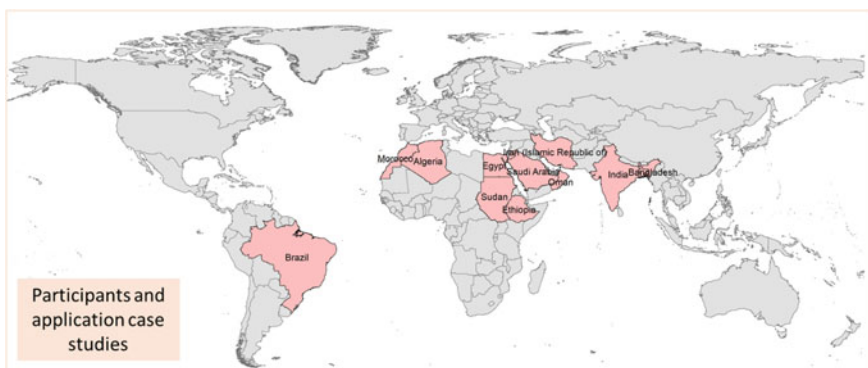 Morocco
Algeria
Egypt
Iran (Islamic Republic of)
Saudi Arabia
Oman
India
Bangladesh
Sudan
Ethiopia
Brazil
Participants and
application case
studies